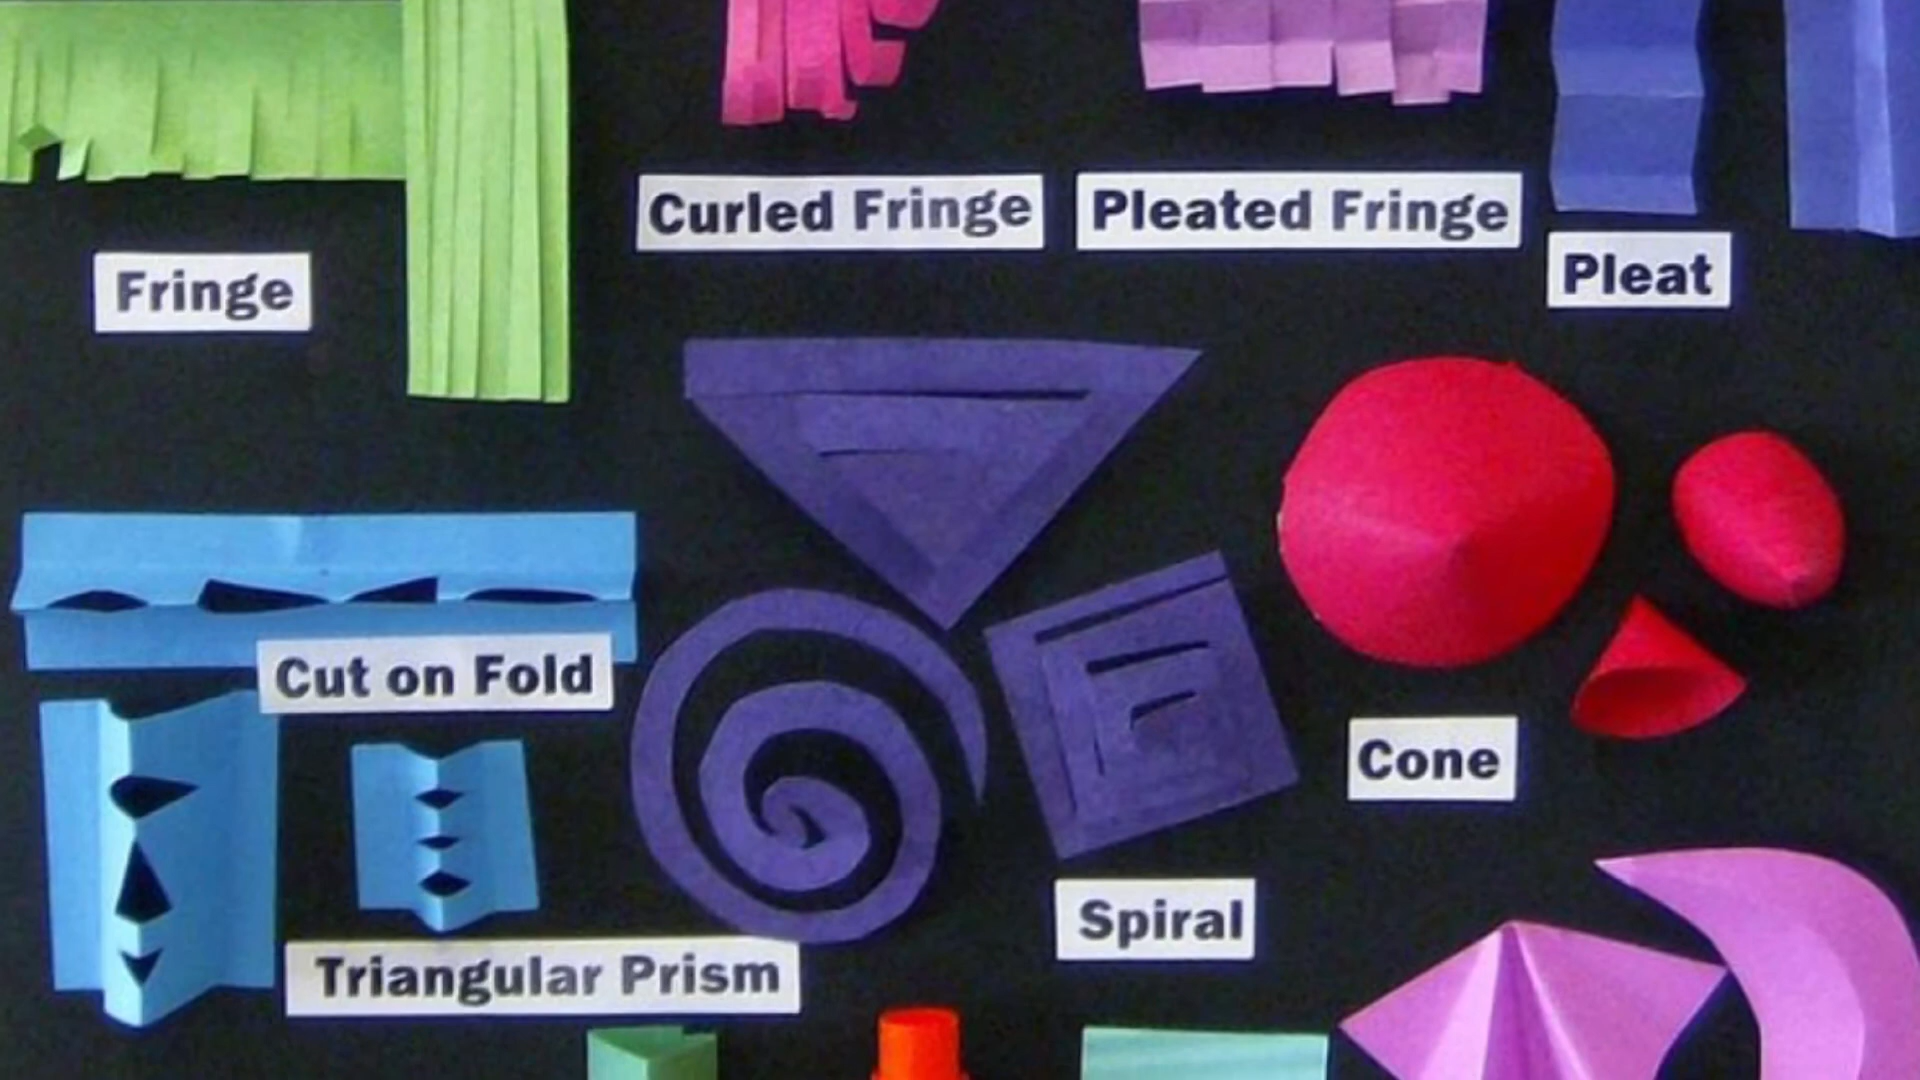 Curled Fringe
Pleated Fringe
Fringe
Pleat
Cut on Fold
Cone
Spiral
Triangular Prism